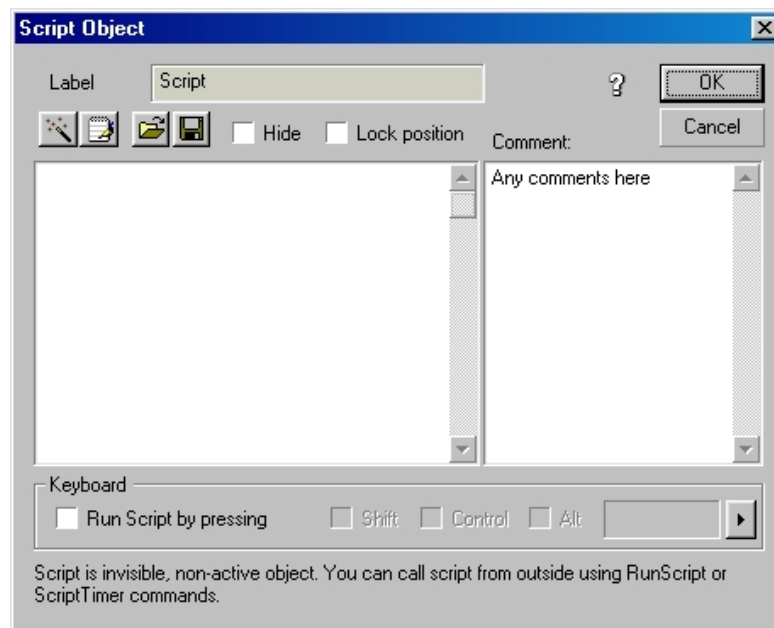 Script Object
Label
Script
?
OK
Hide
Lock position
Comment:
Cancel
Any comments here
Keyboard
Run Script by pressing
Shift
Control
Alt
Script is invisible, non-active object. You can call script from outside using RunScript or
ScriptTimer commands.